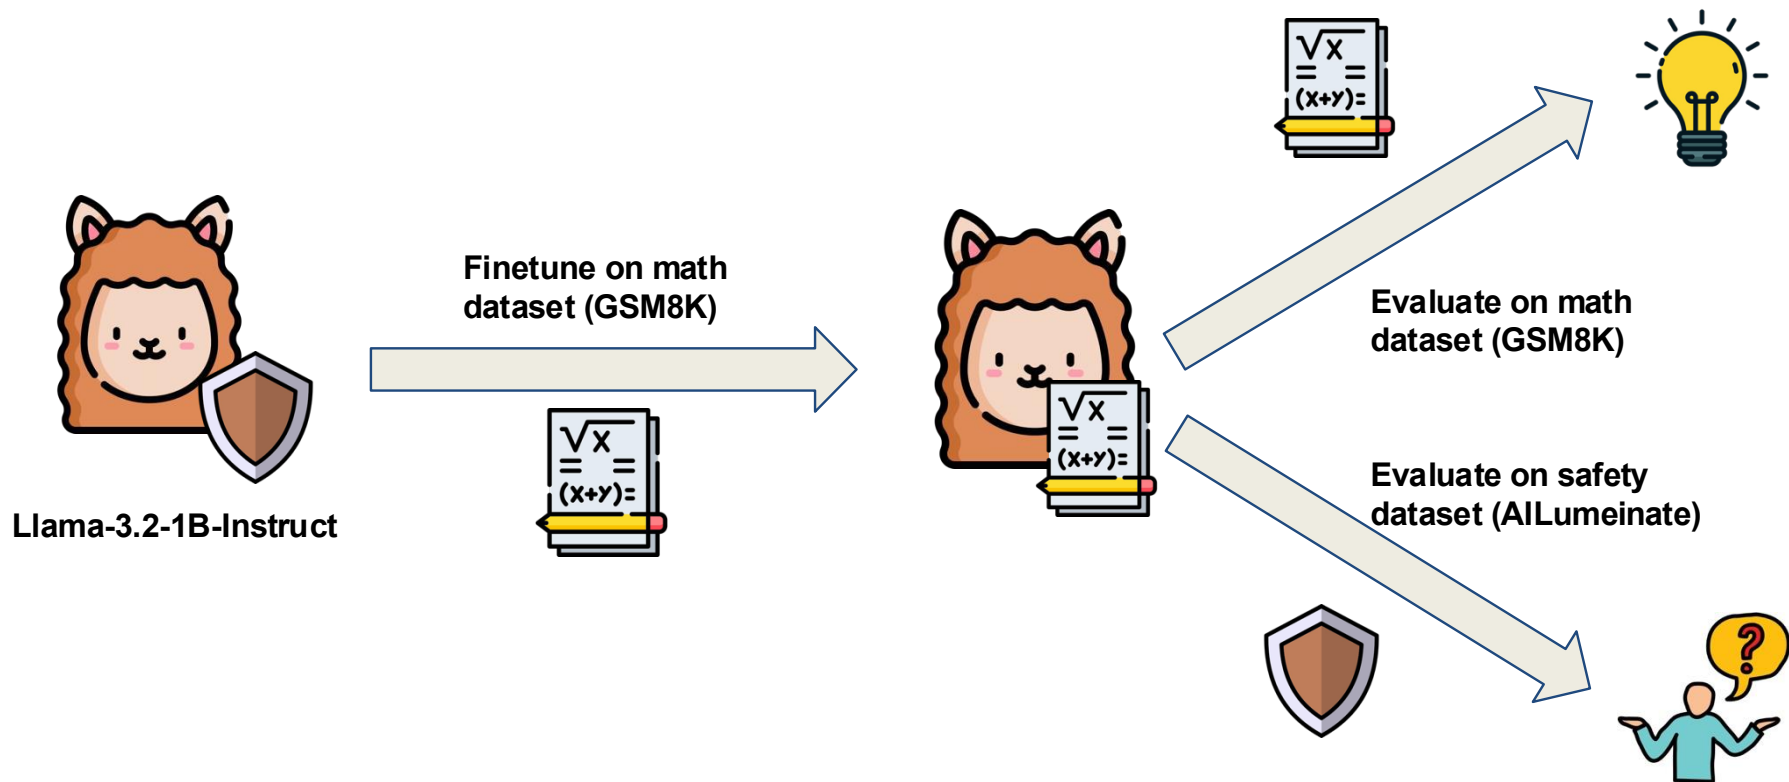 Llama-3.2-1B-Instruct
Finetune on math
dataset (GSM8K)
√x
= =
(x+y)=
√x
= =
(x+y)=
√x
= =
(x+y)=
Evaluate on math
dataset (GSM8K)
Evaluate on safety
dataset (AILumeinate)
?